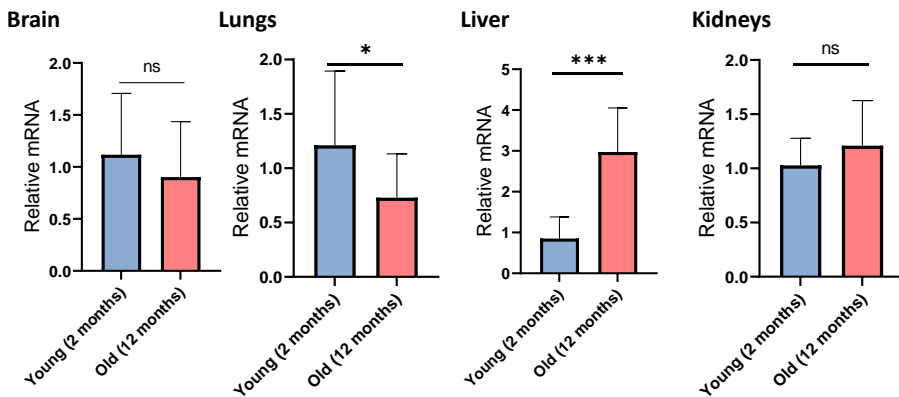 Brain
Relative mRNA
2.0
1.5
1.0
0.5
0.0
ns
Young (2 months)
Old (12 months)
Lungs
Relative mRNA
2.0
1.5
1.0
0.5
0.0
*
Young (2 months)
Old (12 months)
Liver
Relative mRNA
5
4
3
2
1
0
***
Young (2 months)
Old (12 months)
Kidneys
Relative mRNA
2.0
1.5
1.0
0.5
0.0
ns
Young (2 months)
Old (12 months)